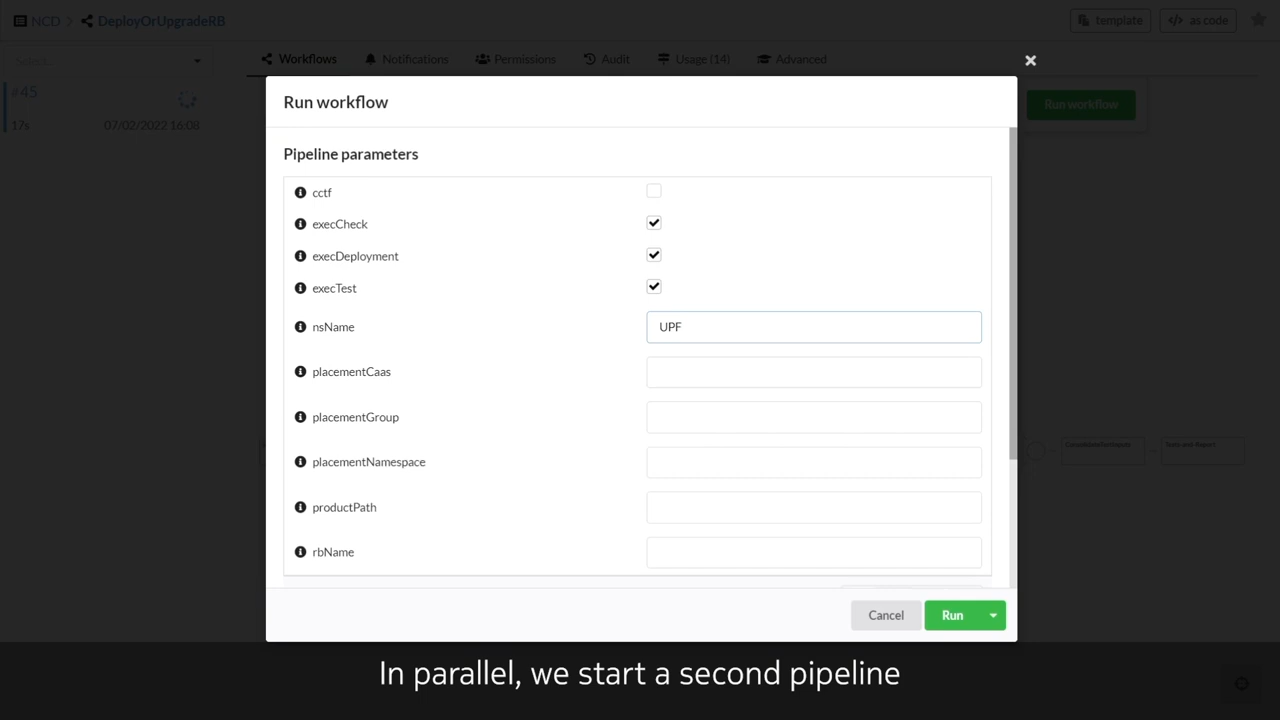 NCD > DeployOrUpgradeRB
template
as code
Select...
Workflows
Notifications
Permissions
Audit
Usage (14)
Advanced
#45
17s
07/02/2022 16:08
Run workflow
Run workflow
Pipeline parameters
cctf
execCheck
execDeployment
execTest
nsName
UPF
placementCaas
placementGroup
placementNamespace
productPath
rbName
Cancel
Run
In parallel, we start a second pipeline